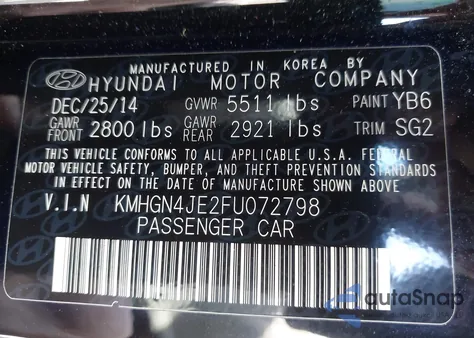 MANUFACTURED IN KOREA BY
HYUNDAI MOTOR COMPANY
DEC/25/14 GVWR 5511 lbs PAINT YB6
GAWR FRONT 2800 lbs GAWR REAR 2921 lbs TRIM SG2
THIS VEHICLE CONFORMS TO ALL APPLICABLE U.S.A. FEDERAL
MOTOR VEHICLE SAFETY, BUMPER, AND THEFT PREVENTION STANDARDS
IN EFFECT ON THE DATE OF MANUFACTURE SHOWN ABOVE
V.I.N KMHGN4JE2FU072798
PASSENGER CAR
autoSnap